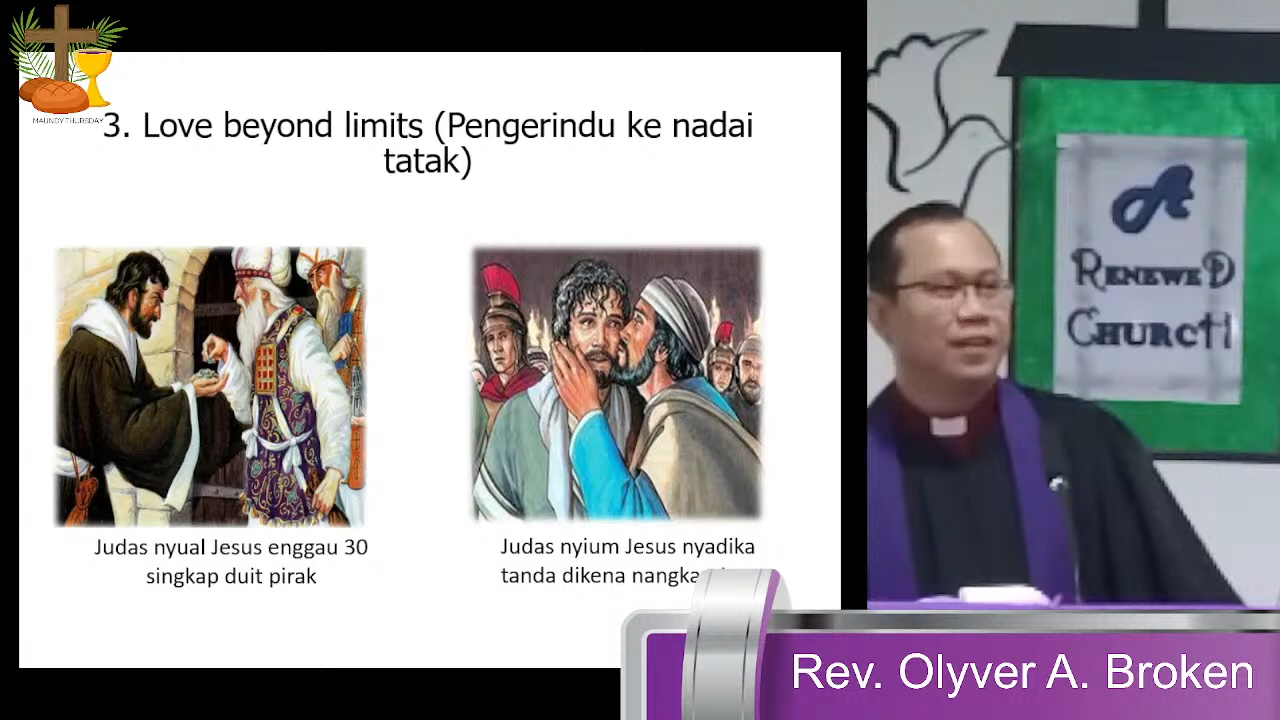 MAUNDY THURSDAY
3. Love beyond limits (Pengerindu ke nadai
tatak)
Judas nyual Jesus enggau 30
singkap duit pirak
Judas nyium Jesus nyadika
tanda dikena
A
RENEWED
CHURCH
Rev. Olyver A. Broken